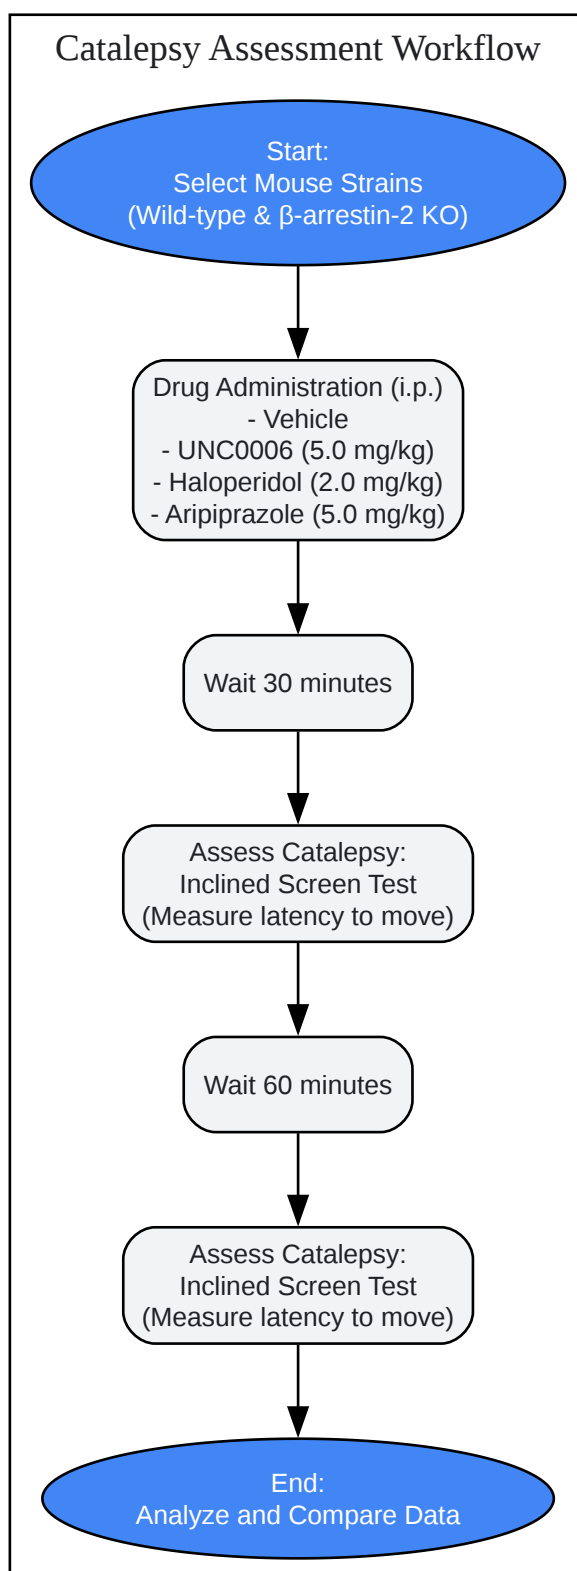 Catalepsy Assessment Workflow
Start:
Select Mouse Strains
(Wild-type & β-arrestin-2 KO)
Drug Administration (i.p.)
- Vehicle
- UNC0006 (5.0 mg/kg)
- Haloperidol (2.0 mg/kg)
- Aripiprazole (5.0 mg/kg)
Wait 30 minutes
Assess Catalepsy:
Inclined Screen Test
(Measure latency to move)
Wait 60 minutes
Assess Catalepsy:
Inclined Screen Test
(Measure latency to move)
End:
Analyze and Compare Data